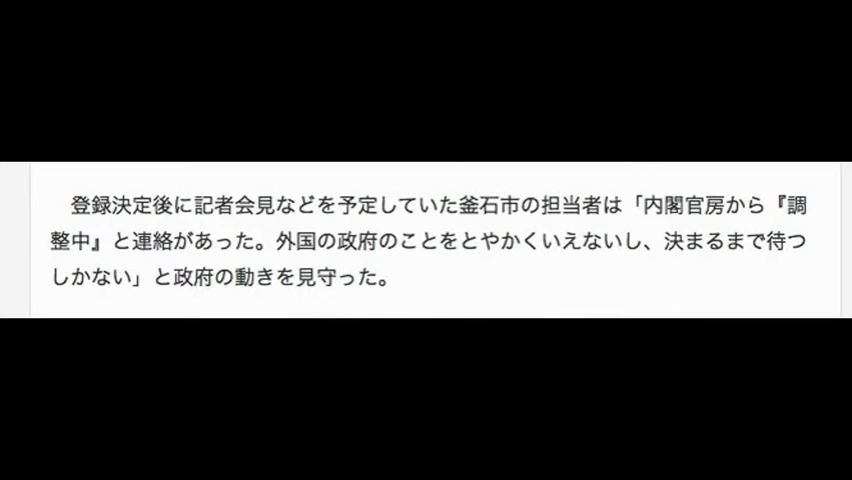 登録決定後に記者会見などを予定していた釜石市の担当者は「内閣官房から『調
整中』と連絡があった。外国の政府のことをとやかくいえないし、決まるまで待つ
しかない」と政府の動きを見守った。